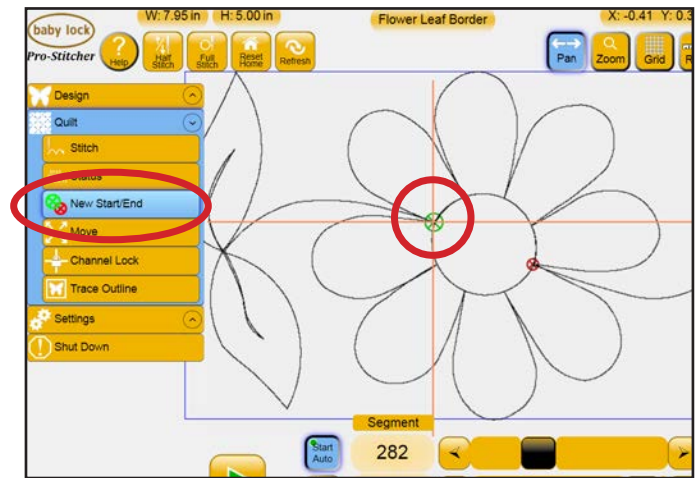 W: 7.95 in H: 5.00 in Flower Leaf Border X: -0.41 Y: 0.3
baby lock
Pro-Stitcher
Help
Half Stitch
Full Stitch
Reset Home
Refresh
Pan
Zoom
Grid
R
Design
Quilt
Stitch
Status
New Start/End
Move
Channel Lock
Trace Outline
Settings
Shut Down
Segment
Start
Auto
282